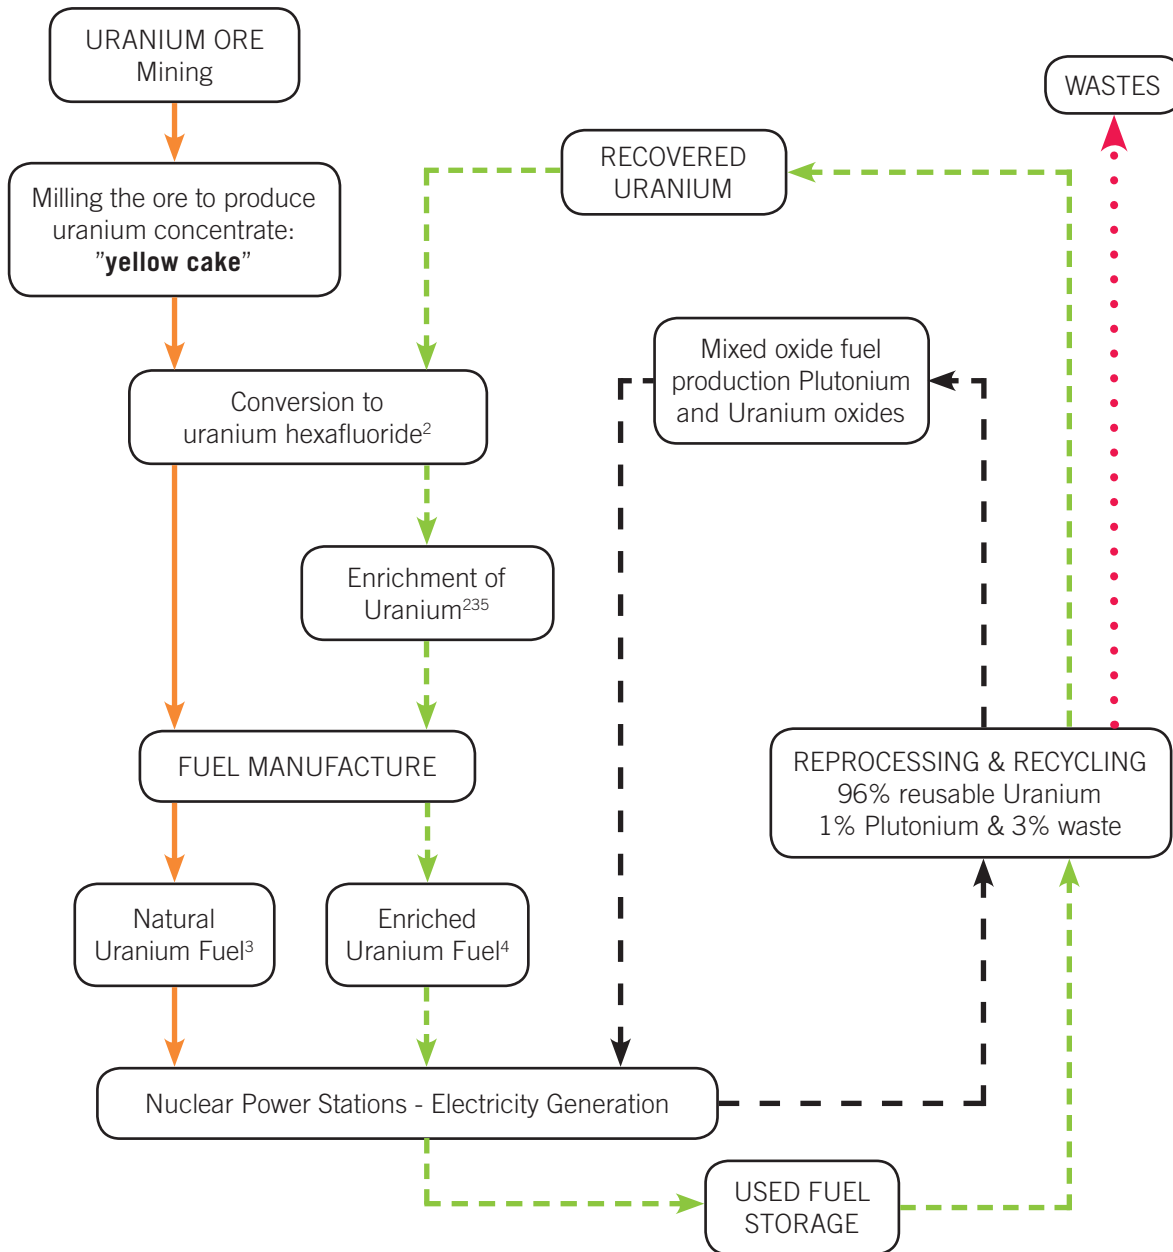 URANIUM ORE
Mining
WASTES
RECOVERED
URANIUM
Milling the ore to produce
uranium concentrate:
”yellow cake”
Mixed oxide fuel
production Plutonium
and Uranium oxides
Conversion to
uranium hexafluoride²
Enrichment of
Uranium²³⁵
FUEL MANUFACTURE
REPROCESSING & RECYCLING
96% reusable Uranium
1% Plutonium & 3% waste
Natural
Uranium Fuel³
Enriched
Uranium Fuel⁴
Nuclear Power Stations - Electricity Generation
USED FUEL
STORAGE